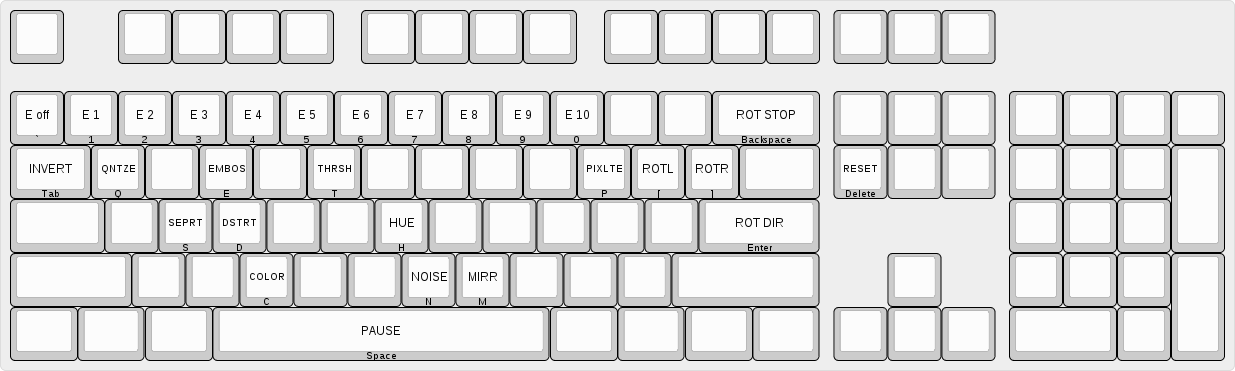 E off E 1 E 2 E 3 E 4 E 5 E 6 E 7 E 8 E 9 E 10 ROT STOP
` 1 2 3 4 5 6 7 8 9 0 Backspace
INVERT QNTZE EMBOS THRSH PIXLTE ROTL ROTR RESET
Tab Q E T P [ ] Delete
SEPRT DSTRT HUE ROT DIR
S D H Enter
COLOR NOISE MIRR
C N M
PAUSE
Space